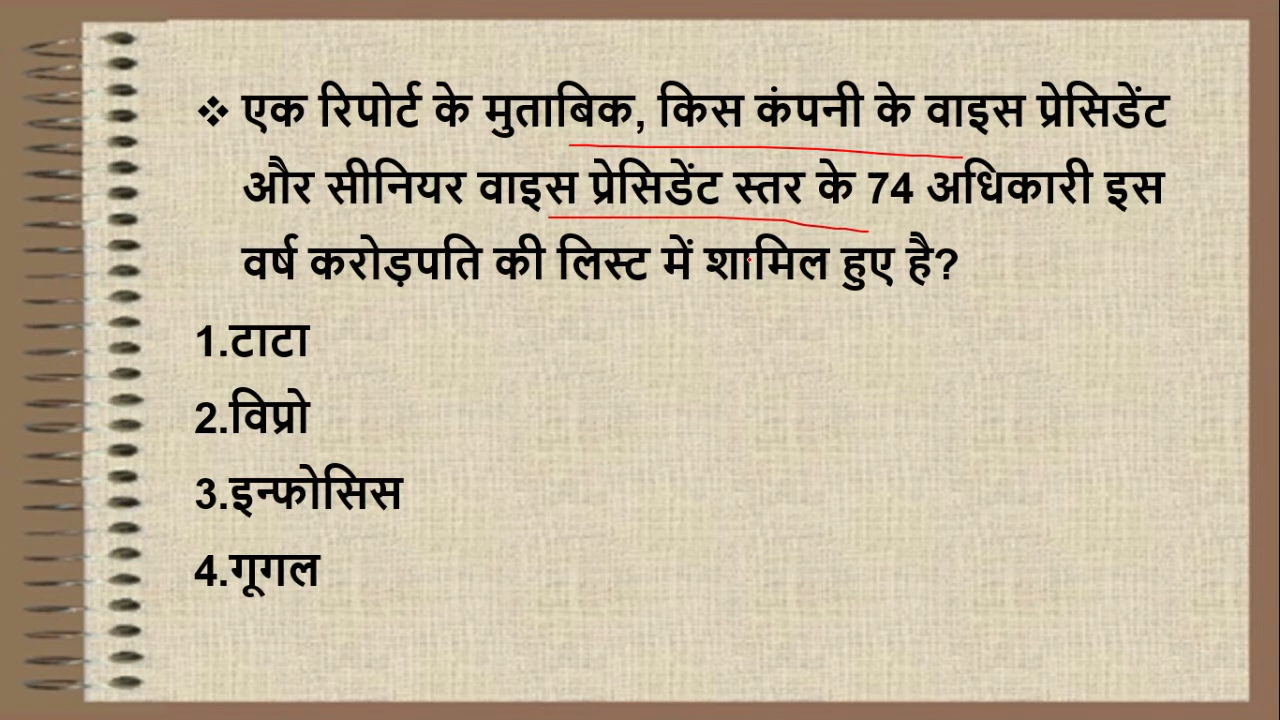 ❖ एक रिपोर्ट के मुताबिक, किस कंपनी के वाइस प्रेसिडेंट
और सीनियर वाइस प्रेसिडेंट स्तर के 74 अधिकारी इस
वर्ष करोड़पति की लिस्ट में शामिल हुए है?
1.टाटा
2.विप्रो
3.इन्फोसिस
4.गूगल